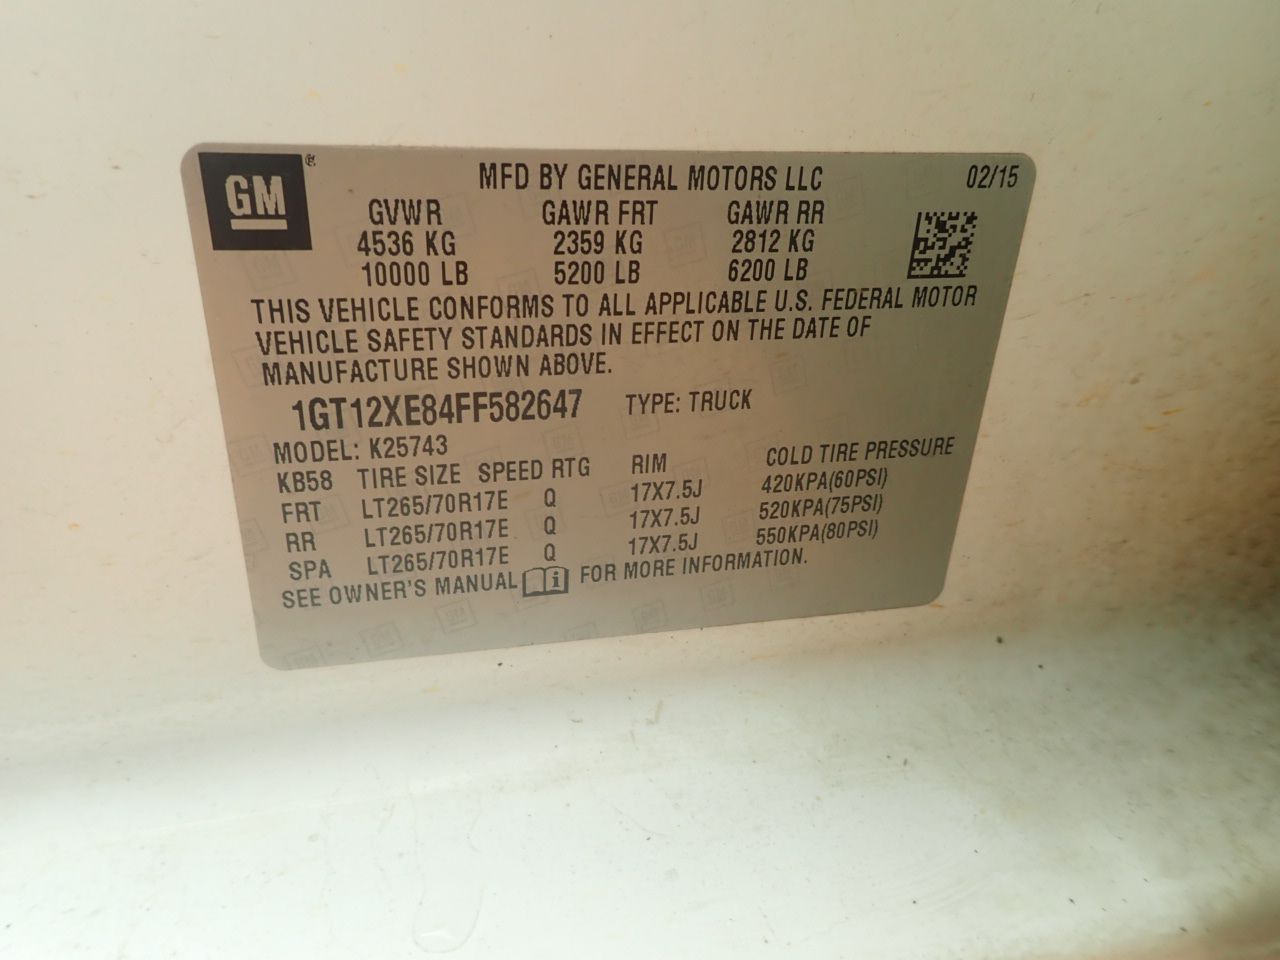 GM
MFD BY GENERAL MOTORS LLC 02/15
GVWR GAWR FRT GAWR RR
4536 KG 2359 KG 2812 KG
10000 LB 5200 LB 6200 LB
THIS VEHICLE CONFORMS TO ALL APPLICABLE U.S. FEDERAL MOTOR
VEHICLE SAFETY STANDARDS IN EFFECT ON THE DATE OF
MANUFACTURE SHOWN ABOVE.
1GT12XE84FF582647 TYPE: TRUCK
MODEL: K25743
KB58 TIRE SIZE SPEED RTG RIM COLD TIRE PRESSURE
FRT LT265/70R17E Q 17X7.5J 420KPA(60PSI)
RR LT265/70R17E Q 17X7.5J 520KPA(75PSI)
SPA LT265/70R17E Q 17X7.5J 550KPA(80PSI)
SEE OWNER'S MANUAL FOR MORE INFORMATION.